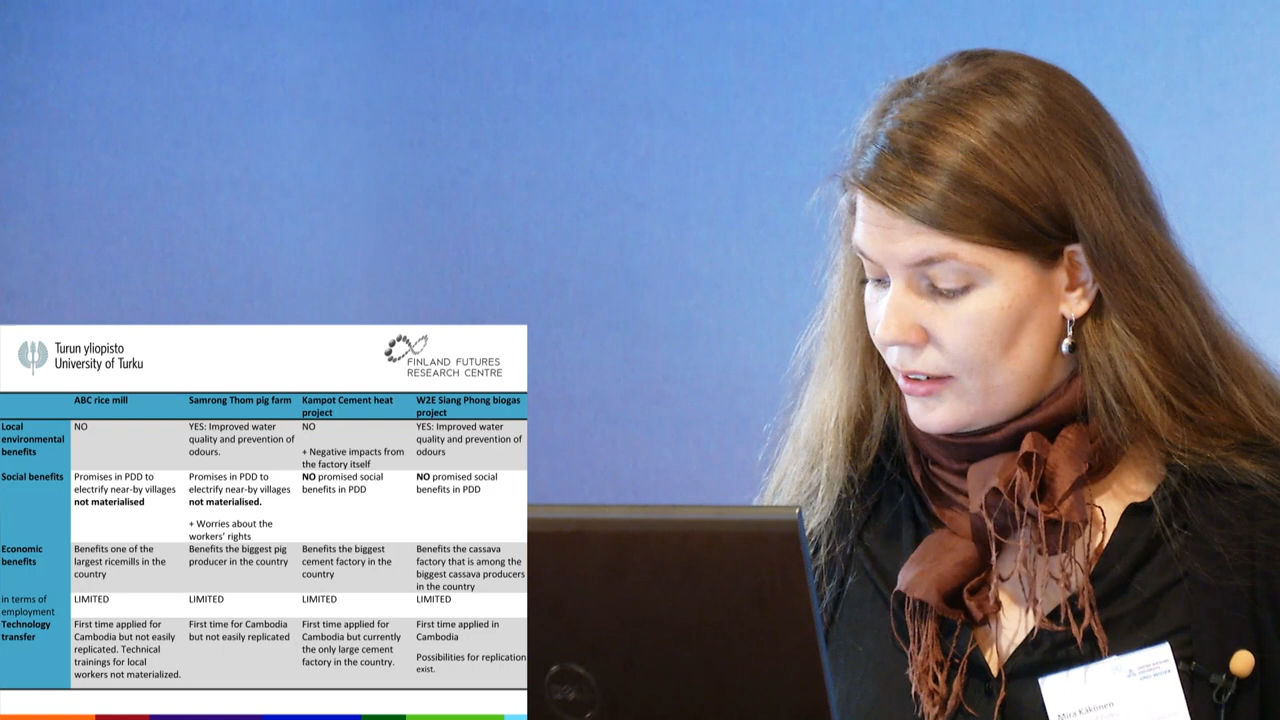 Turun yliopisto
University of Turku
FINLAND FUTURES
RESEARCH CENTRE
ABC rice mill
Samrong Thom pig farm
Kampot Cement heat
project
W2E Siang Phong biogas
project
Local
environmental
benefits
NO
YES: Improved water
quality and prevention of
odours.
NO
+ Negative impacts from
the factory itself
YES: Improved water
quality and prevention of
odours
Social benefits
Promises in PDD to
electrify near-by villages
not materialised
Promises in PDD to
electrify near-by villages
not materialised.
+ Worries about the
workers' rights
NO promised social
benefits in PDD
NO promised social
benefits in PDD
Economic
benefits
Benefits one of the
largest ricemills in the
country
Benefits the biggest pig
producer in the country
Benefits the biggest
cement factory in the
country
Benefits the cassava
factory that is among the
biggest cassava producers
in the country
in terms of
employment
LIMITED
LIMITED
LIMITED
LIMITED
Technology
transfer
First time applied for
Cambodia but not easily
replicated. Technical
trainings for local
workers not materialized.
First time for Cambodia
but not easily replicated
First time applied for
Cambodia but currently
the only large cement
factory in the country.
First time applied in
Cambodia
Possibilities for replication
exist.
DELL
UNITED NATIONS
UNIVERSITY
UNU-WIDER
Mira Käkönen